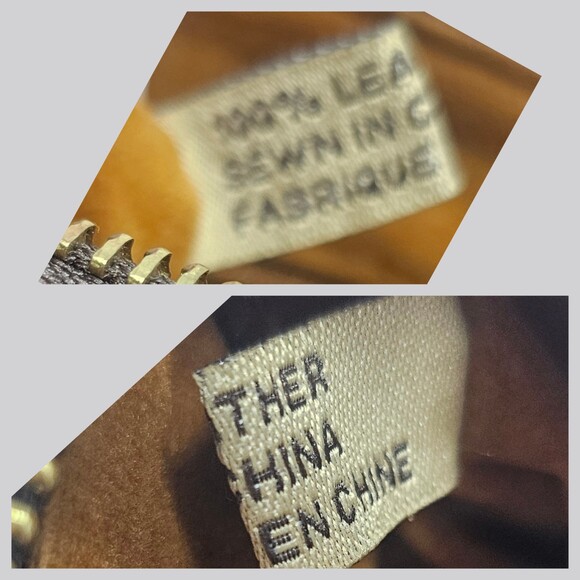 100% LEA
SEWN IN C
FABRIQUE
THER
HINA
EN CHINE